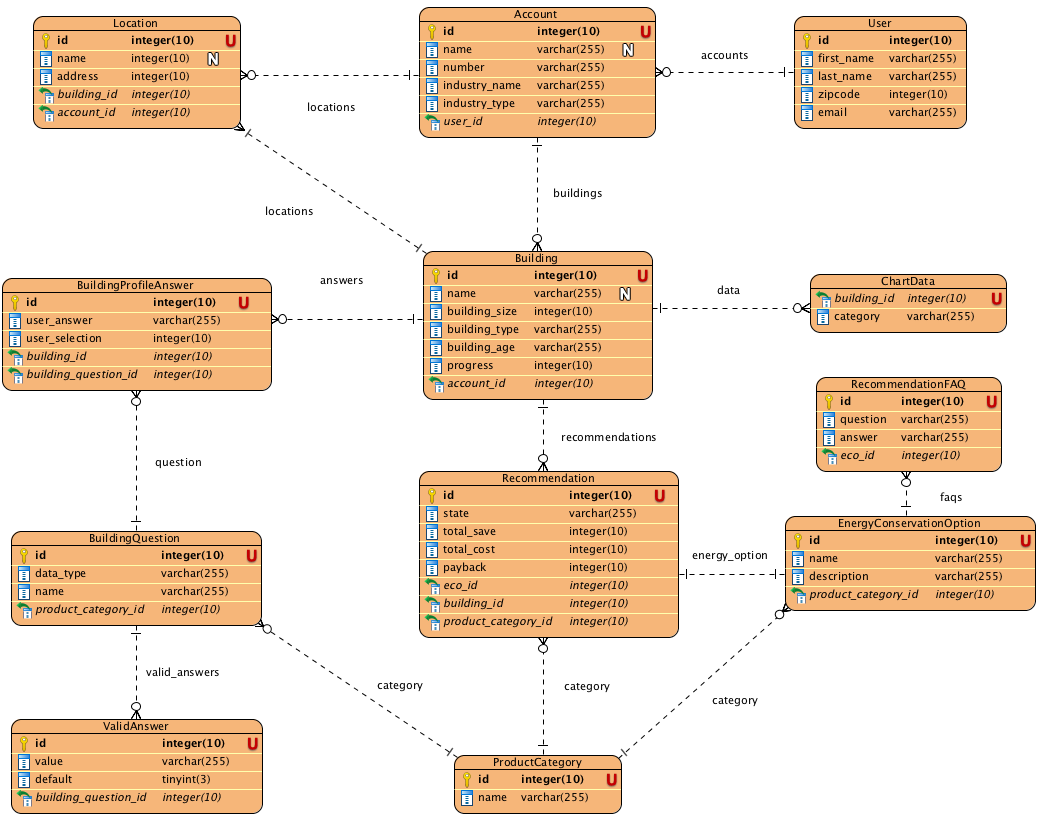 Location
id integer(10) U
name integer(10) N
address integer(10)
building_id integer(10)
account_id integer(10)
Account
id integer(10) U
name varchar(255) N
number varchar(255)
industry_name varchar(255)
industry_type varchar(255)
user_id integer(10)
User
id integer(10)
first_name varchar(255)
last_name varchar(255)
zipcode integer(10)
email varchar(255)
accounts
locations
buildings
locations
BuildingProfileAnswer
id integer(10) U
user_answer varchar(255)
user_selection integer(10)
building_id integer(10)
building_question_id integer(10)
answers
Building
id integer(10) U
name varchar(255) N
building_size integer(10)
building_type varchar(255)
building_age varchar(255)
progress integer(10)
account_id integer(10)
data
ChartData
building_id integer(10) U
category varchar(255)
RecommendationFAQ
id integer(10) U
question varchar(255)
answer varchar(255)
eco_id integer(10)
recommendations
question
faqs
Recommendation
id integer(10) U
state varchar(255)
total_save integer(10)
total_cost integer(10)
payback integer(10)
eco_id integer(10)
building_id integer(10)
product_category_id integer(10)
energy_option
EnergyConservationOption
id integer(10) U
name varchar(255)
description varchar(255)
product_category_id integer(10)
BuildingQuestion
id integer(10) U
data_type varchar(255)
name varchar(255)
product_category_id integer(10)
valid_answers
category
category
category
ValidAnswer
id integer(10) U
value varchar(255)
default tinyint(3)
building_question_id integer(10)
ProductCategory
id integer(10) U
name varchar(255)